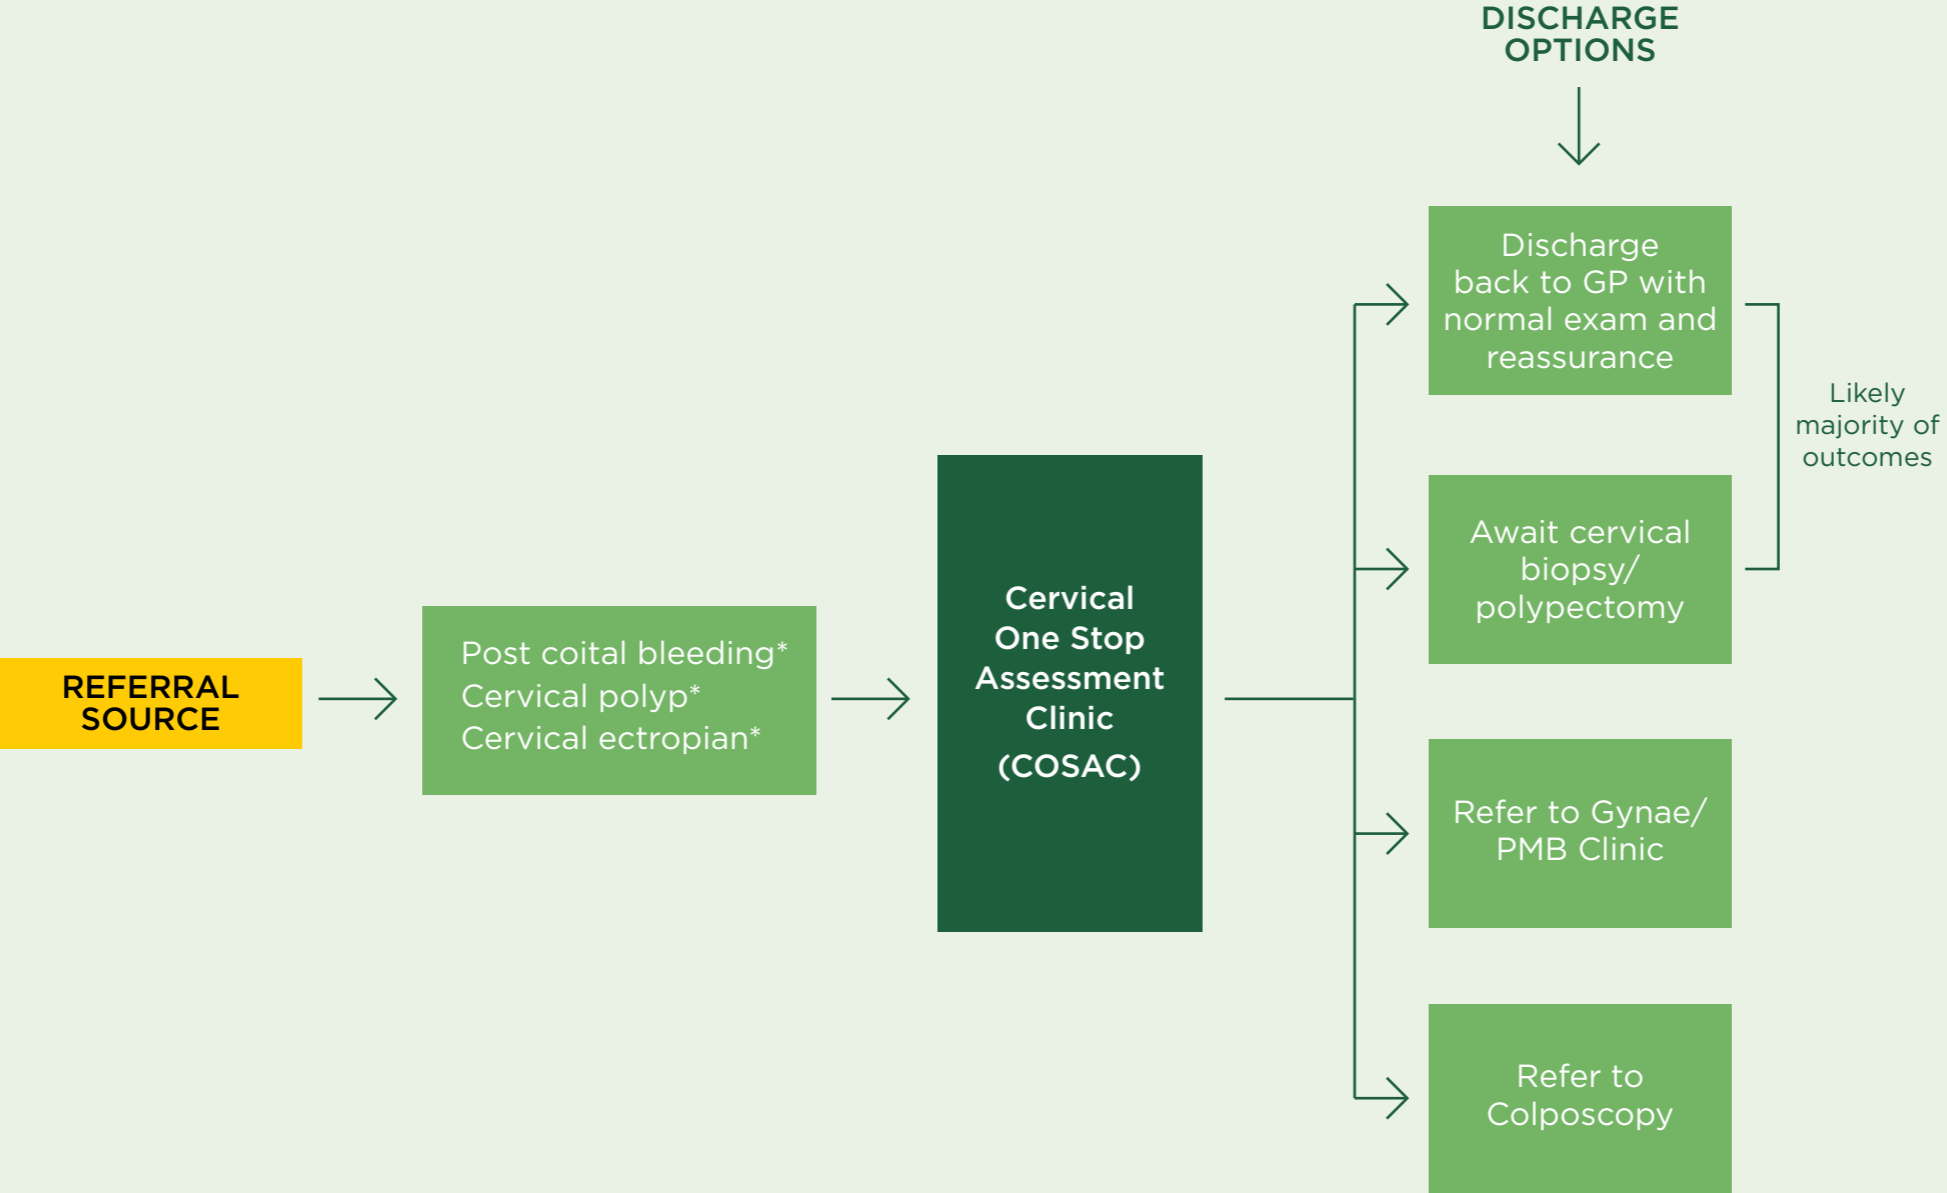 DISCHARGE
OPTIONS
REFERRAL
SOURCE
Post coital bleeding*
Cervical polyp*
Cervical ectropian*
Cervical
One Stop
Assessment
Clinic
(COSAC)
Discharge
back to GP with
normal exam and
reassurance
Await cervical
biopsy/
polypectomy
Likely
majority of
outcomes
Refer to Gynae/
PMB Clinic
Refer to
Colposcopy